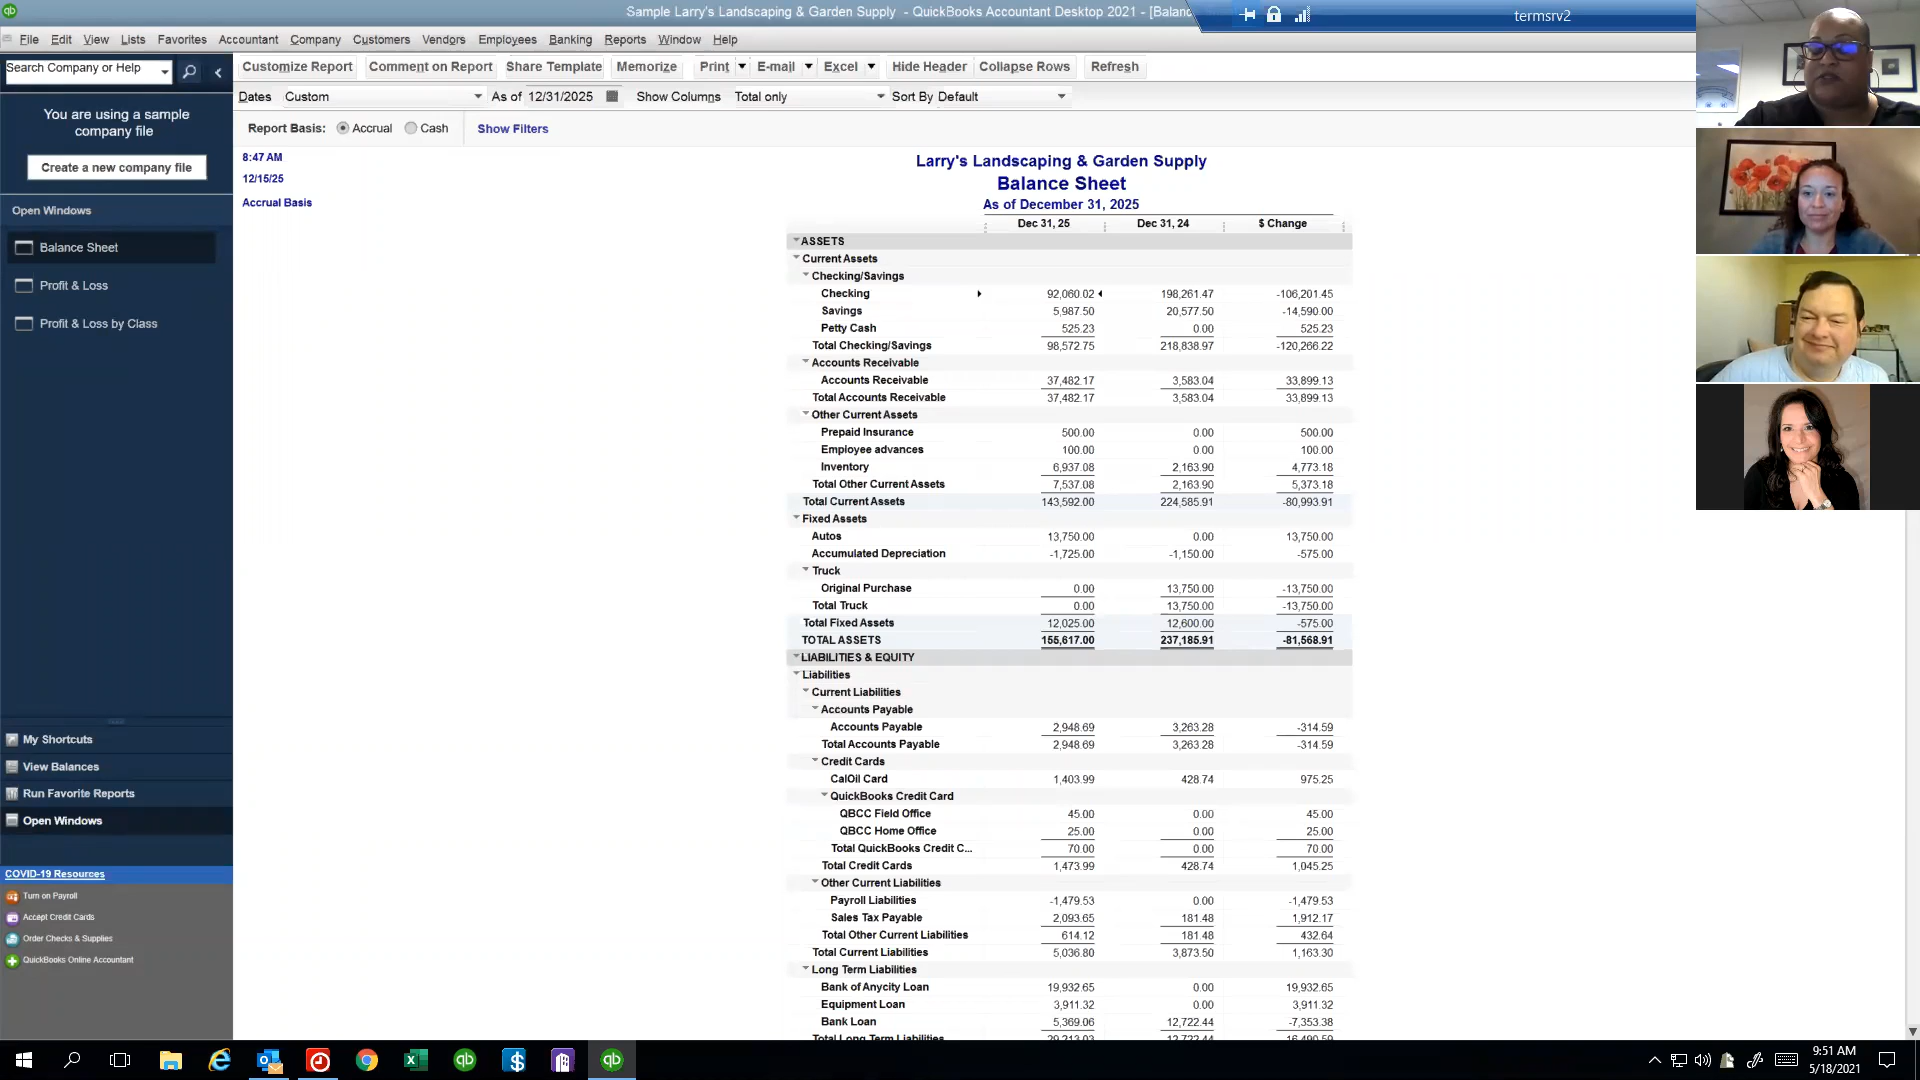 Sample Larry's Landscaping & Garden Supply - QuickBooks Accountant Desktop 2021 - [Balanc
termsrv2
File Edit View Lists Favorites Accountant Company Customers Vendors Employees Banking Reports Window Help
Search Company or Help
Customize Report Comment on Report Share Template Memorize Print E-mail Excel Hide Header Collapse Rows Refresh
Dates Custom As of 12/31/2025 Show Columns Total only Sort By Default
Report Basis: Accrual Cash Show Filters
You are using a sample
company file
Create a new company file
Open Windows
Balance Sheet
Profit & Loss
Profit & Loss by Class
My Shortcuts
View Balances
Run Favorite Reports
Open Windows
COVID-19 Resources
Turn on Payroll
Accept Credit Cards
Order Checks & Supplies
QuickBooks Online Accountant
8:47 AM
12/15/25
Accrual Basis
Larry's Landscaping & Garden Supply
Balance Sheet
As of December 31, 2025
Dec 31, 25 Dec 31, 24 $ Change
ASSETS
Current Assets
Checking/Savings
Checking 92,060.02 198,261.47 -106,201.45
Savings 5,987.50 20,577.50 -14,590.00
Petty Cash 525.23 0.00 525.23
Total Checking/Savings 98,572.75 218,838.97 -120,266.22
Accounts Receivable
Accounts Receivable 37,482.17 3,583.04 33,899.13
Total Accounts Receivable 37,482.17 3,583.04 33,899.13
Other Current Assets
Prepaid Insurance 500.00 0.00 500.00
Employee advances 100.00 0.00 100.00
Inventory 6,937.08 2,163.90 4,773.18
Total Other Current Assets 7,537.08 2,163.90 5,373.18
Total Current Assets 143,592.00 224,585.91 -80,993.91
Fixed Assets
Autos 13,750.00 0.00 13,750.00
Accumulated Depreciation -1,725.00 -1,150.00 -575.00
Truck
Original Purchase 0.00 13,750.00 -13,750.00
Total Truck 0.00 13,750.00 -13,750.00
Total Fixed Assets 12,025.00 12,600.00 -575.00
TOTAL ASSETS 155,617.00 237,185.91 -81,568.91
LIABILITIES & EQUITY
Liabilities
Current Liabilities
Accounts Payable
Accounts Payable 2,948.69 3,263.28 -314.59
Total Accounts Payable 2,948.69 3,263.28 -314.59
Credit Cards
CalOil Card 1,403.99 428.74 975.25
QuickBooks Credit Card
QBCC Field Office 45.00 0.00 45.00
QBCC Home Office 25.00 0.00 25.00
Total QuickBooks Credit C... 70.00 0.00 70.00
Total Credit Cards 1,473.99 428.74 1,045.25
Other Current Liabilities
Payroll Liabilities -1,479.53 0.00 -1,479.53
Sales Tax Payable 2,093.65 181.48 1,912.17
Total Other Current Liabilities 614.12 181.48 432.64
Total Current Liabilities 5,036.80 3,873.50 1,163.30
Long Term Liabilities
Bank of Anycity Loan 19,932.65 0.00 19,932.65
Equipment Loan 3,911.32 0.00 3,911.32
Bank Loan 5,369.06 12,722.44 -7,353.38
Total Long Term Liabilities 29,213.03 12,722.44 16,490.59
9:51 AM
5/18/2021